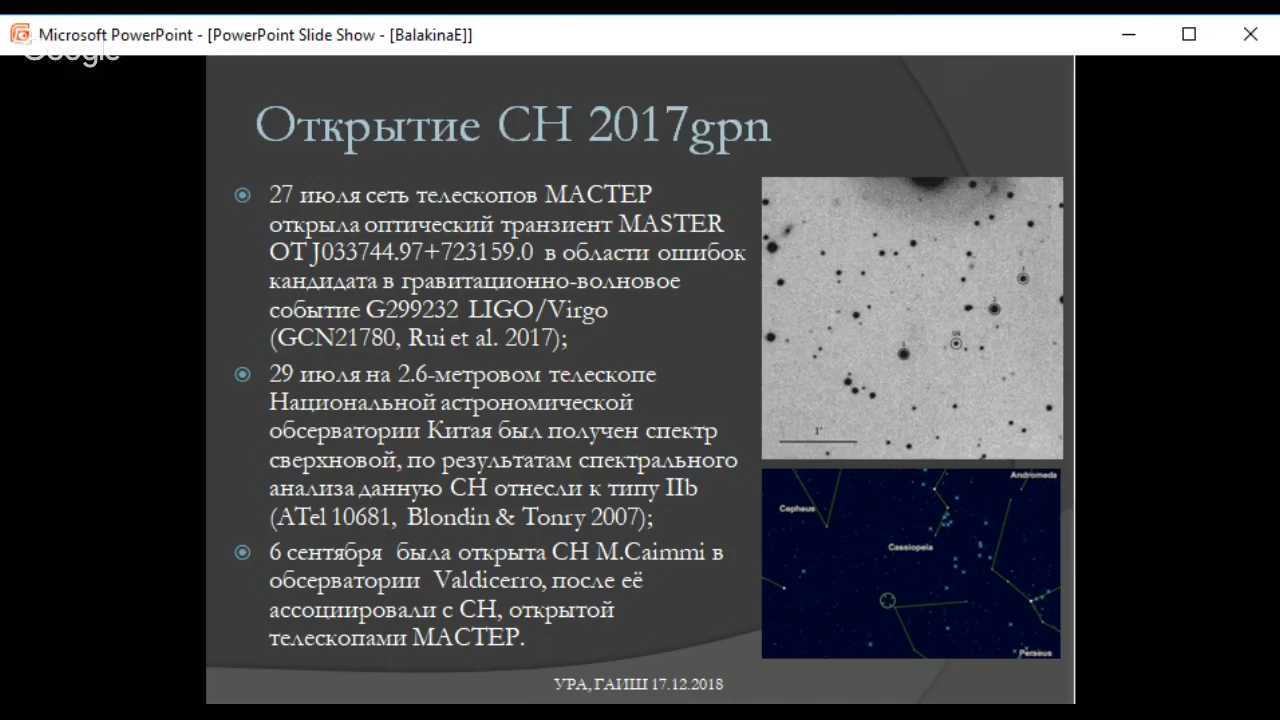 Microsoft PowerPoint - [PowerPoint Slide Show - [BalakinaE]]
Google
Открытие СН 2017gpn
27 июля сеть телескопов МАСТЕР
открыла оптический транзиент MASTER
OT J033744.97+723159.0 в области ошибок
кандидата в гравитационно-волновое
событие G299232 LIGO/Virgo
(GCN21780, Rui et al. 2017);
29 июля на 2.6-метровом телескопе
Национальной астрономической
обсерватории Китая был получен спектр
сверхновой, по результатам спектрального
анализа данную СН отнесли к типу IIb
(ATel 10681, Blondin & Tonry 2007);
6 сентября была открыта СН M.Caimmi в
обсерватории Valdicerro, после её
ассоциировали с СН, открытой
телескопами МАСТЕР.
2
SN
1'
Andromeda
Cepheus
Cassiopeia
Perseus
УРА, ГАИШ 17.12.2018